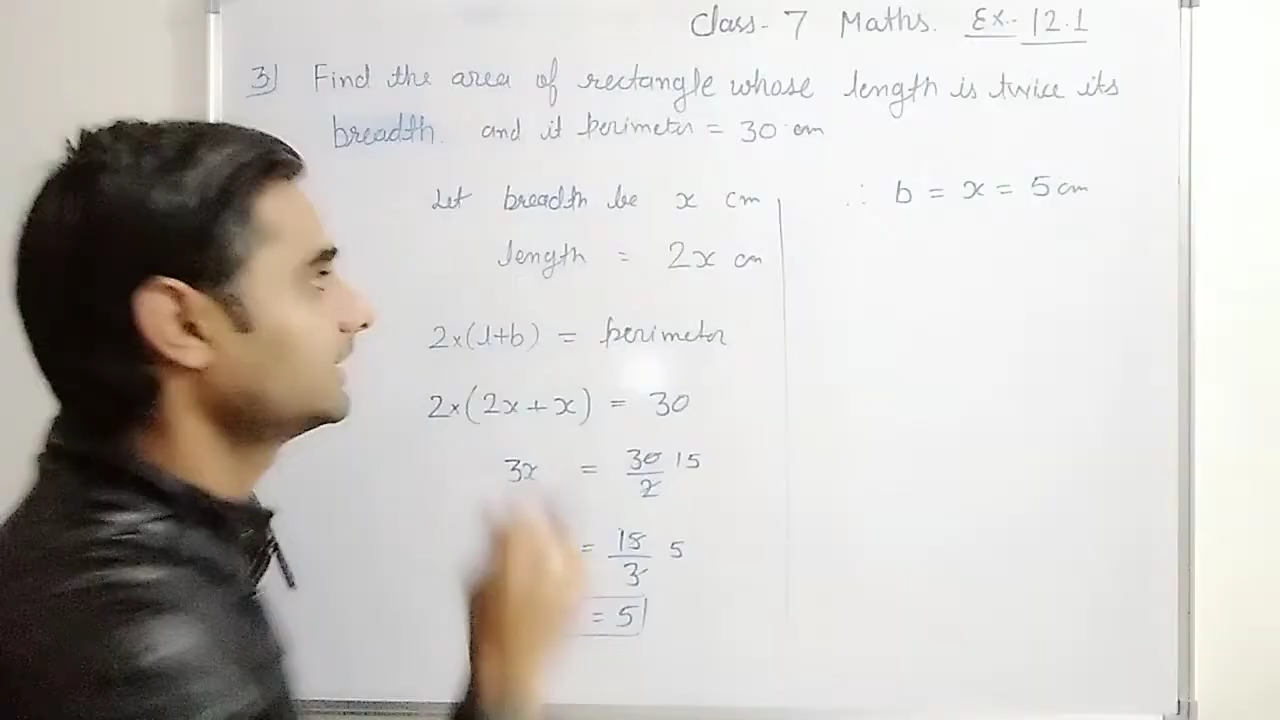 Class- 7 Maths. Ex.- 12.1
3) Find the area of rectangle whose length is twice its
breadth. and it perimeter = 30 cm
Let breadth be x cm
length = 2x cm
2×(l+b) = perimeter
2×(2x+x) = 30
3x = 30/2 15
= 15/3 5
= 5
∴ b = x = 5 cm